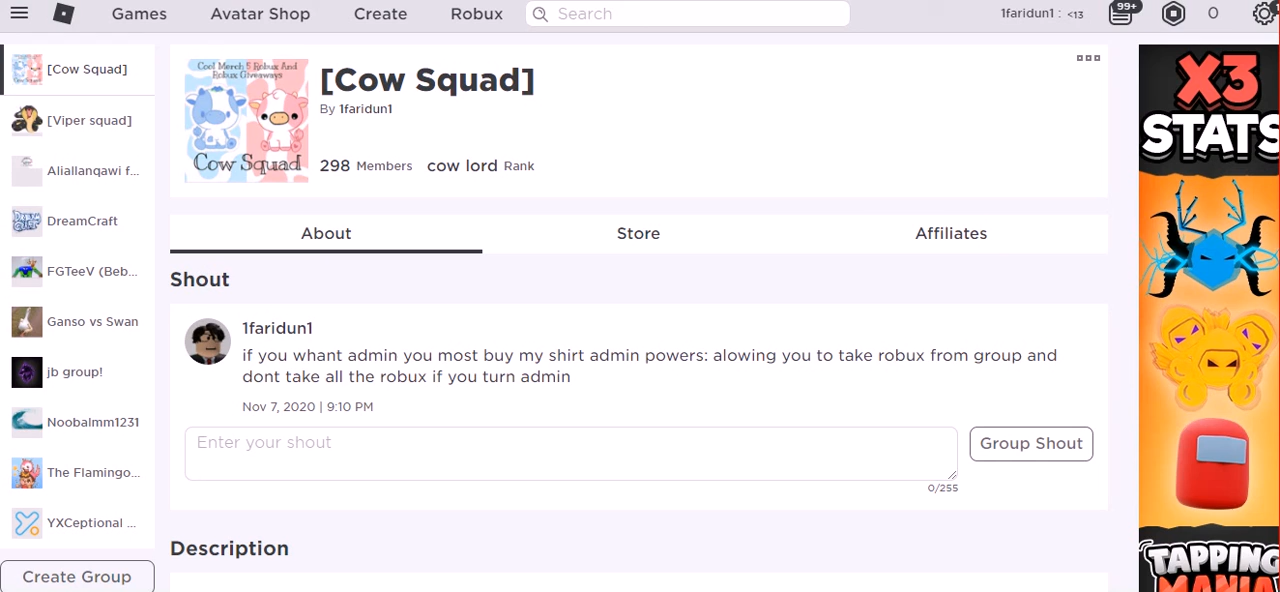 Games Avatar Shop Create Robux Search 1faridun1 : <13 99+ 0
[Cow Squad]
[Viper squad]
Aliallanqawi f...
DreamCraft
FGTeeV (Beb...
Ganso vs Swan
jb group!
Noobalmm1231
The Flamingo...
YXCeptional ...
Create Group
Cool Merch 5 Robux And
Robux Giveaways
Cow Squad
[Cow Squad]
By 1faridun1
298 Members cow lord Rank
About Store Affiliates
Shout
1faridun1
if you whant admin you most buy my shirt admin powers: alowing you to take robux from group and
dont take all the robux if you turn admin
Nov 7, 2020 | 9:10 PM
Enter your shout
Group Shout
0/255
Description
X3
STATS
TAPPING
MANIA